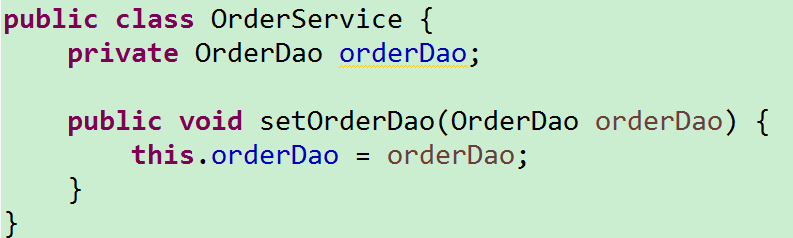 public class OrderService {
    private OrderDao orderDao;

    public void setOrderDao(OrderDao orderDao) {
        this.orderDao = orderDao;
    }
}